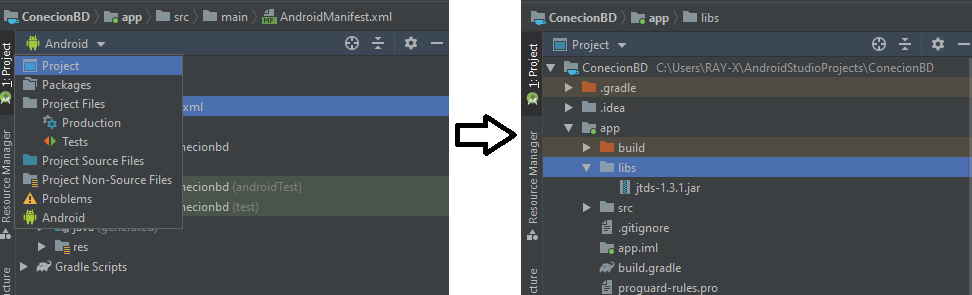 ConecionBD app src main AndroidManifest.xml
Android
1: Project
Project
Packages
Project Files
Production
Tests
Project Source Files
Project Non-Source Files
Problems
Android
.xml
necionbd
necionbd (androidTest)
necionbd (test)
java (generated)
res
Gradle Scripts
Resource Manager
ConecionBD app libs
Project
1: Project
ConecionBD C:\Users\RAY-X\AndroidStudioProjects\ConecionBD
.gradle
.idea
app
build
libs
jtds-1.3.1.jar
src
.gitignore
app.iml
build.gradle
proguard-rules.pro
Resource Manager